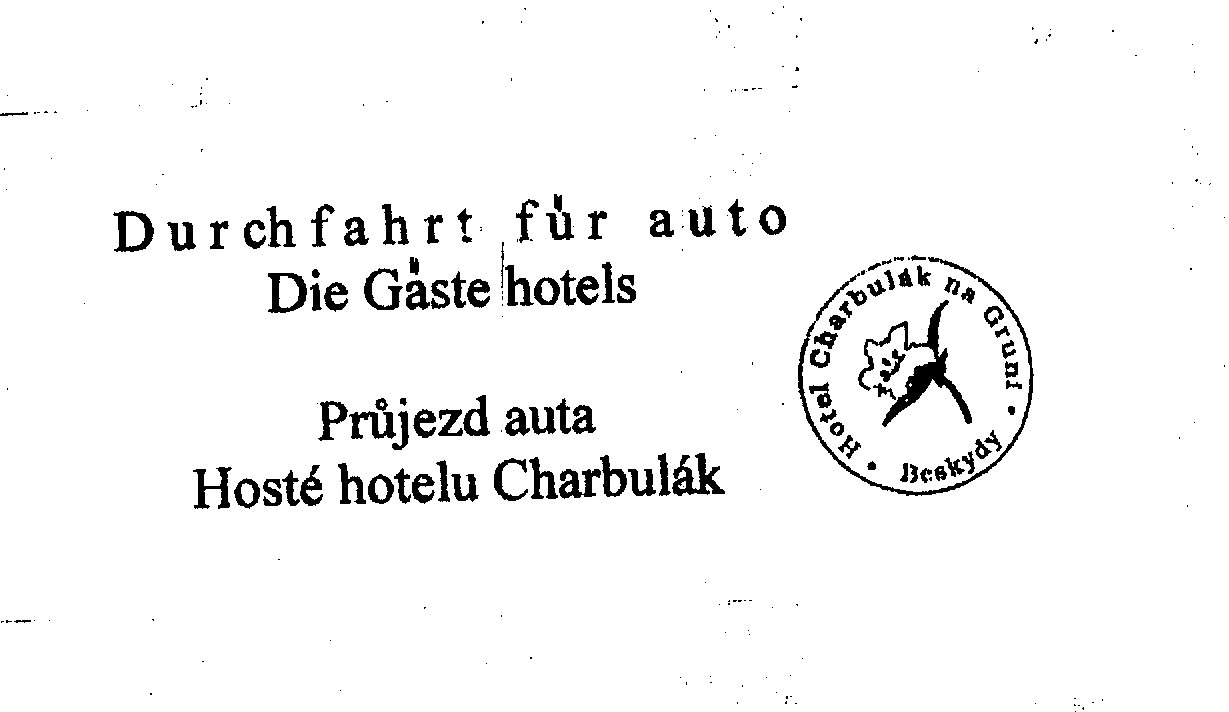 Durchfahrt für auto
Die Gäste hotels
Průjezd auta
Hosté hotelu Charbulák
Hotel Charbulák na Gruni • Beskydy •